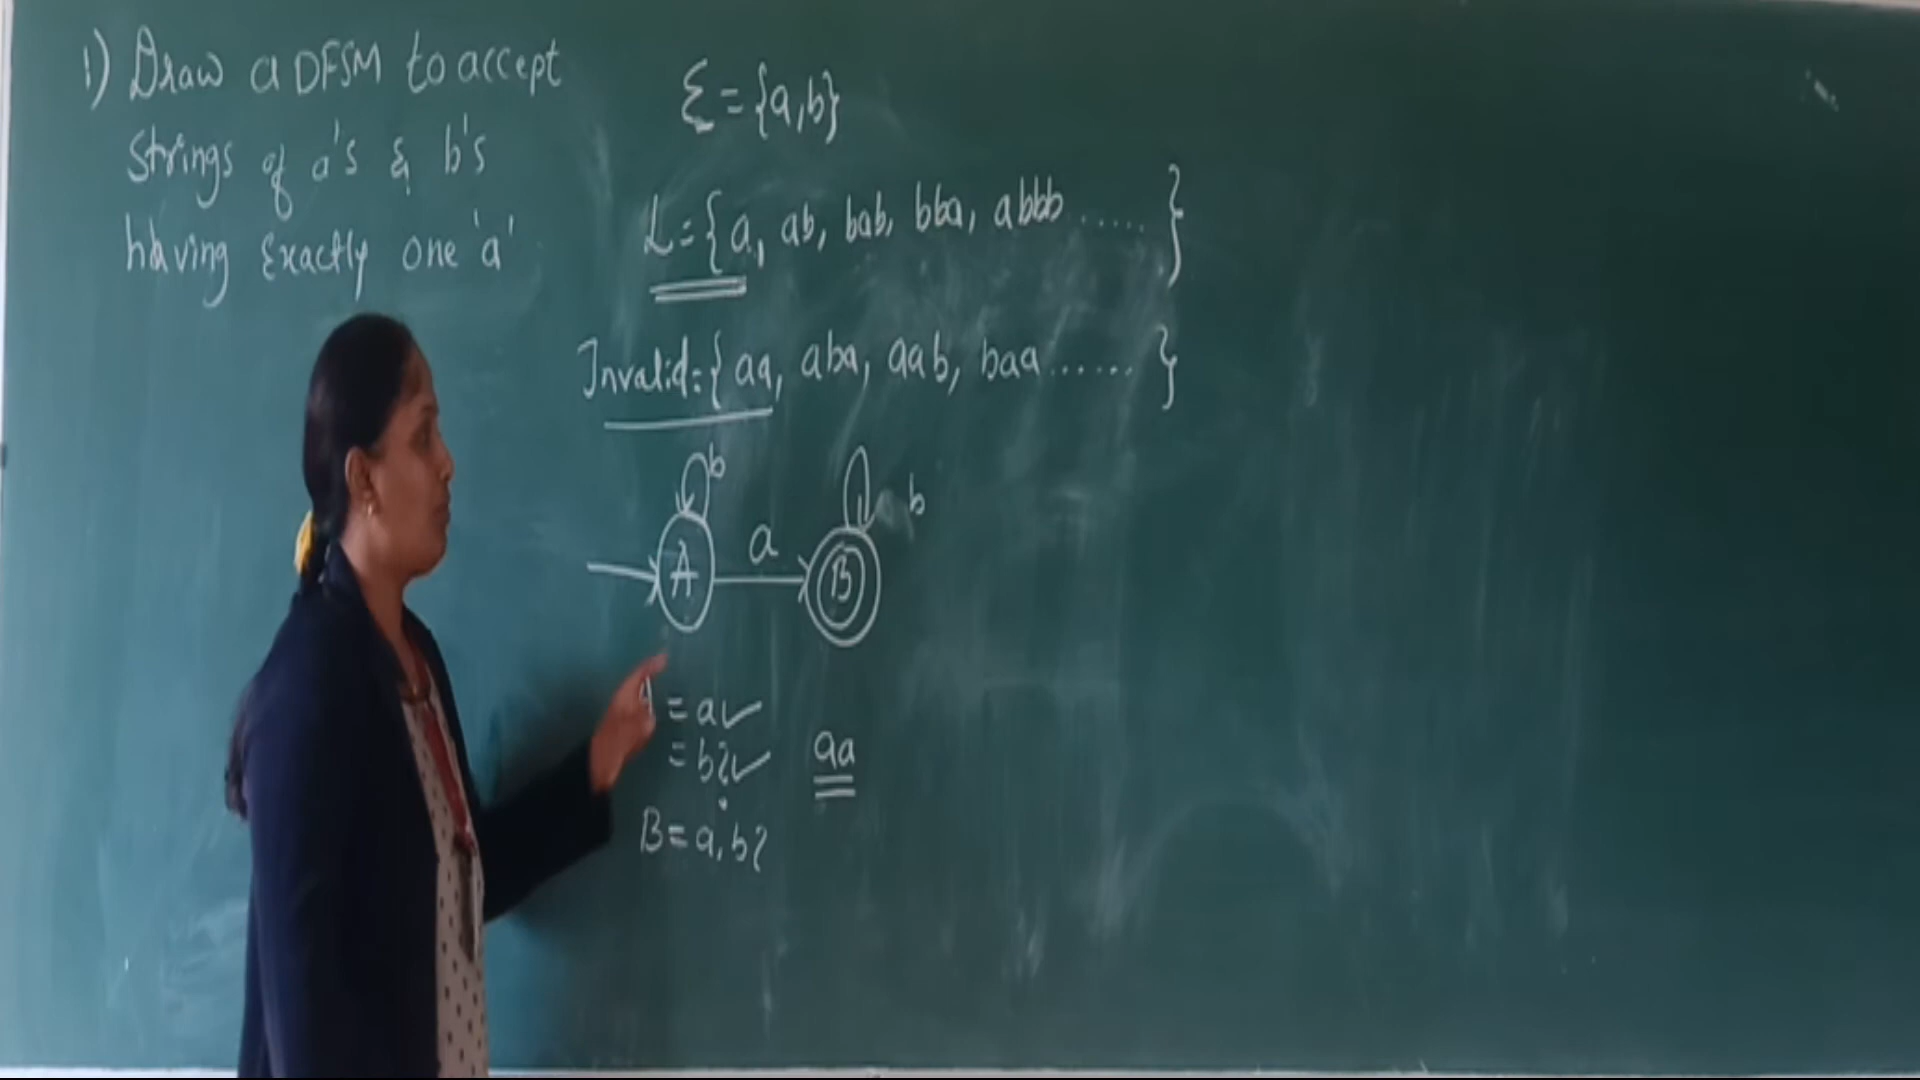 1) Draw a DFSM to accept
strings of a's & b's
having exactly one 'a'
Σ = {a,b}
L = {a, ab, bab, bba, abbb ...... }
Invalid = { aa, aba, aab, baa ...... }
b
b
a
A
B
A = a✓
= b?✓
aa
B = a, b?